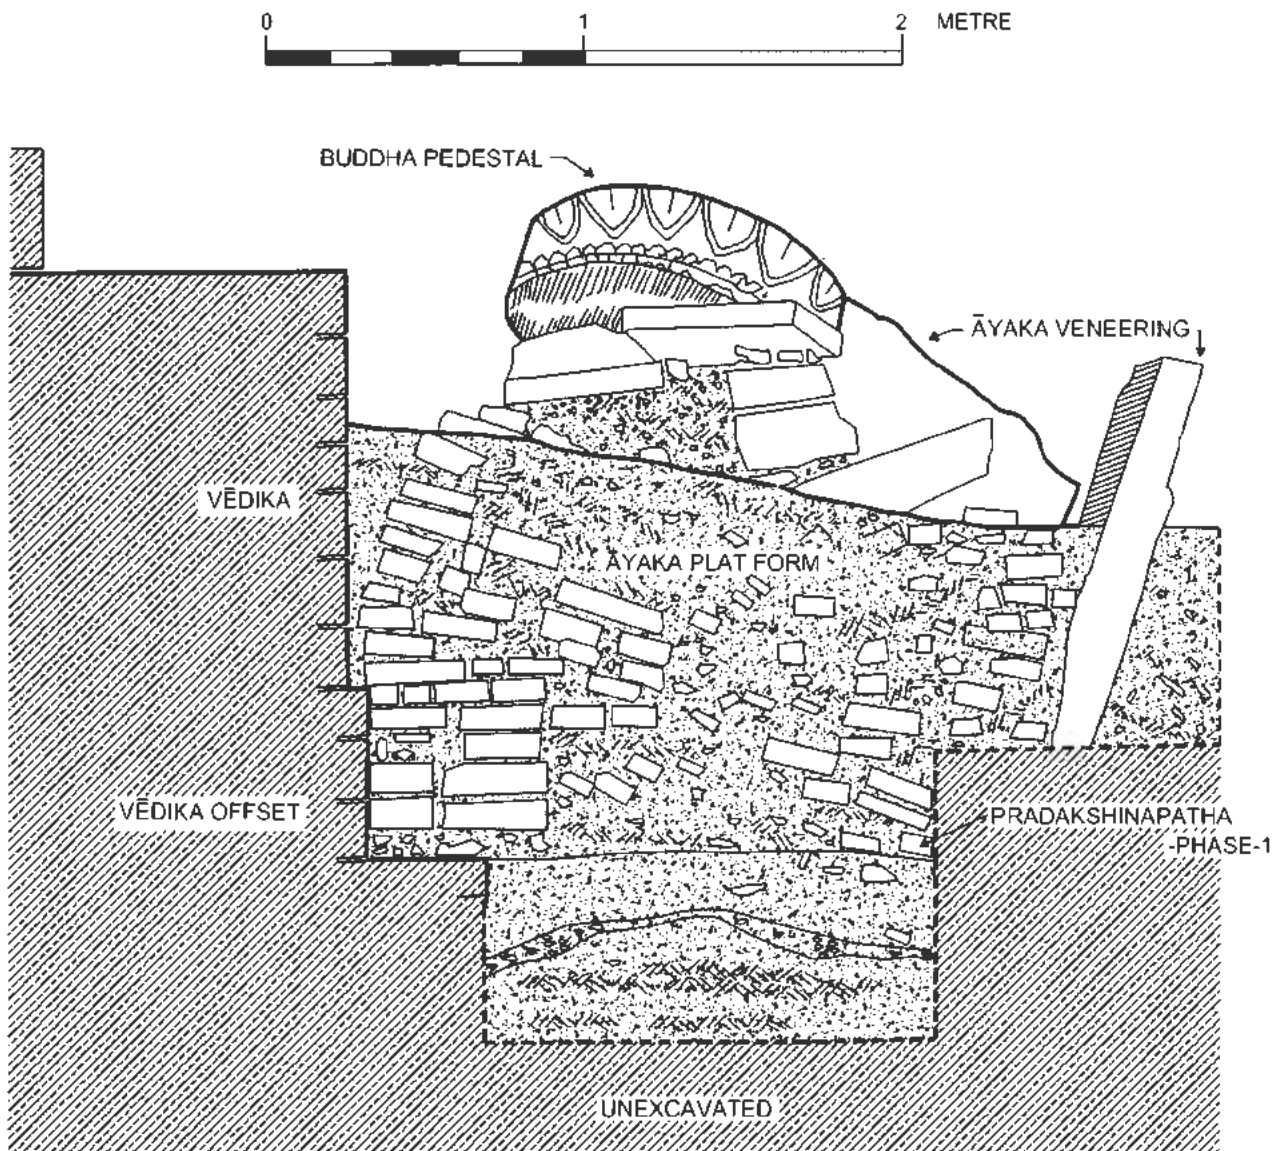 0 1 2 METRE
BUDDHA PEDESTAL
ĀYAKA VENEERING
VĒDIKA
ĀYAKA PLAT FORM
VĒDIKA OFFSET
PRADAKSHINAPATHA
-PHASE-1
UNEXCAVATED